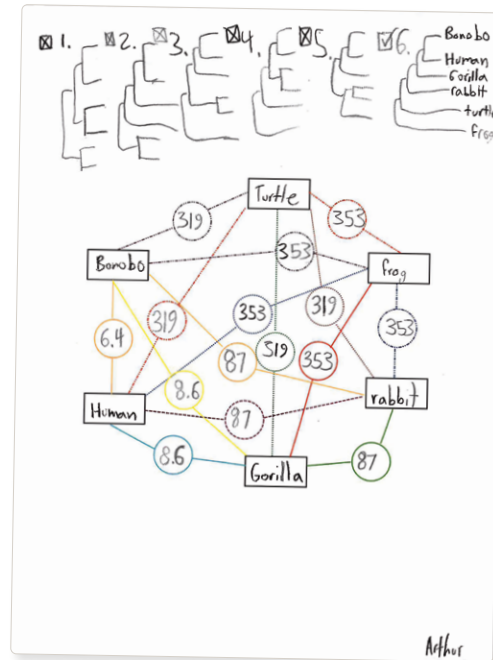 1. 2. 3. 4. 5. 6.
Bonobo
Human
Gorilla
rabbit
turtle
frog
Turtle
319
353
Bonobo
353
frog
319
353
319
353
6.4
87
319
353
8.6
rabbit
Human
87
8.6
87
Gorilla
Arthur